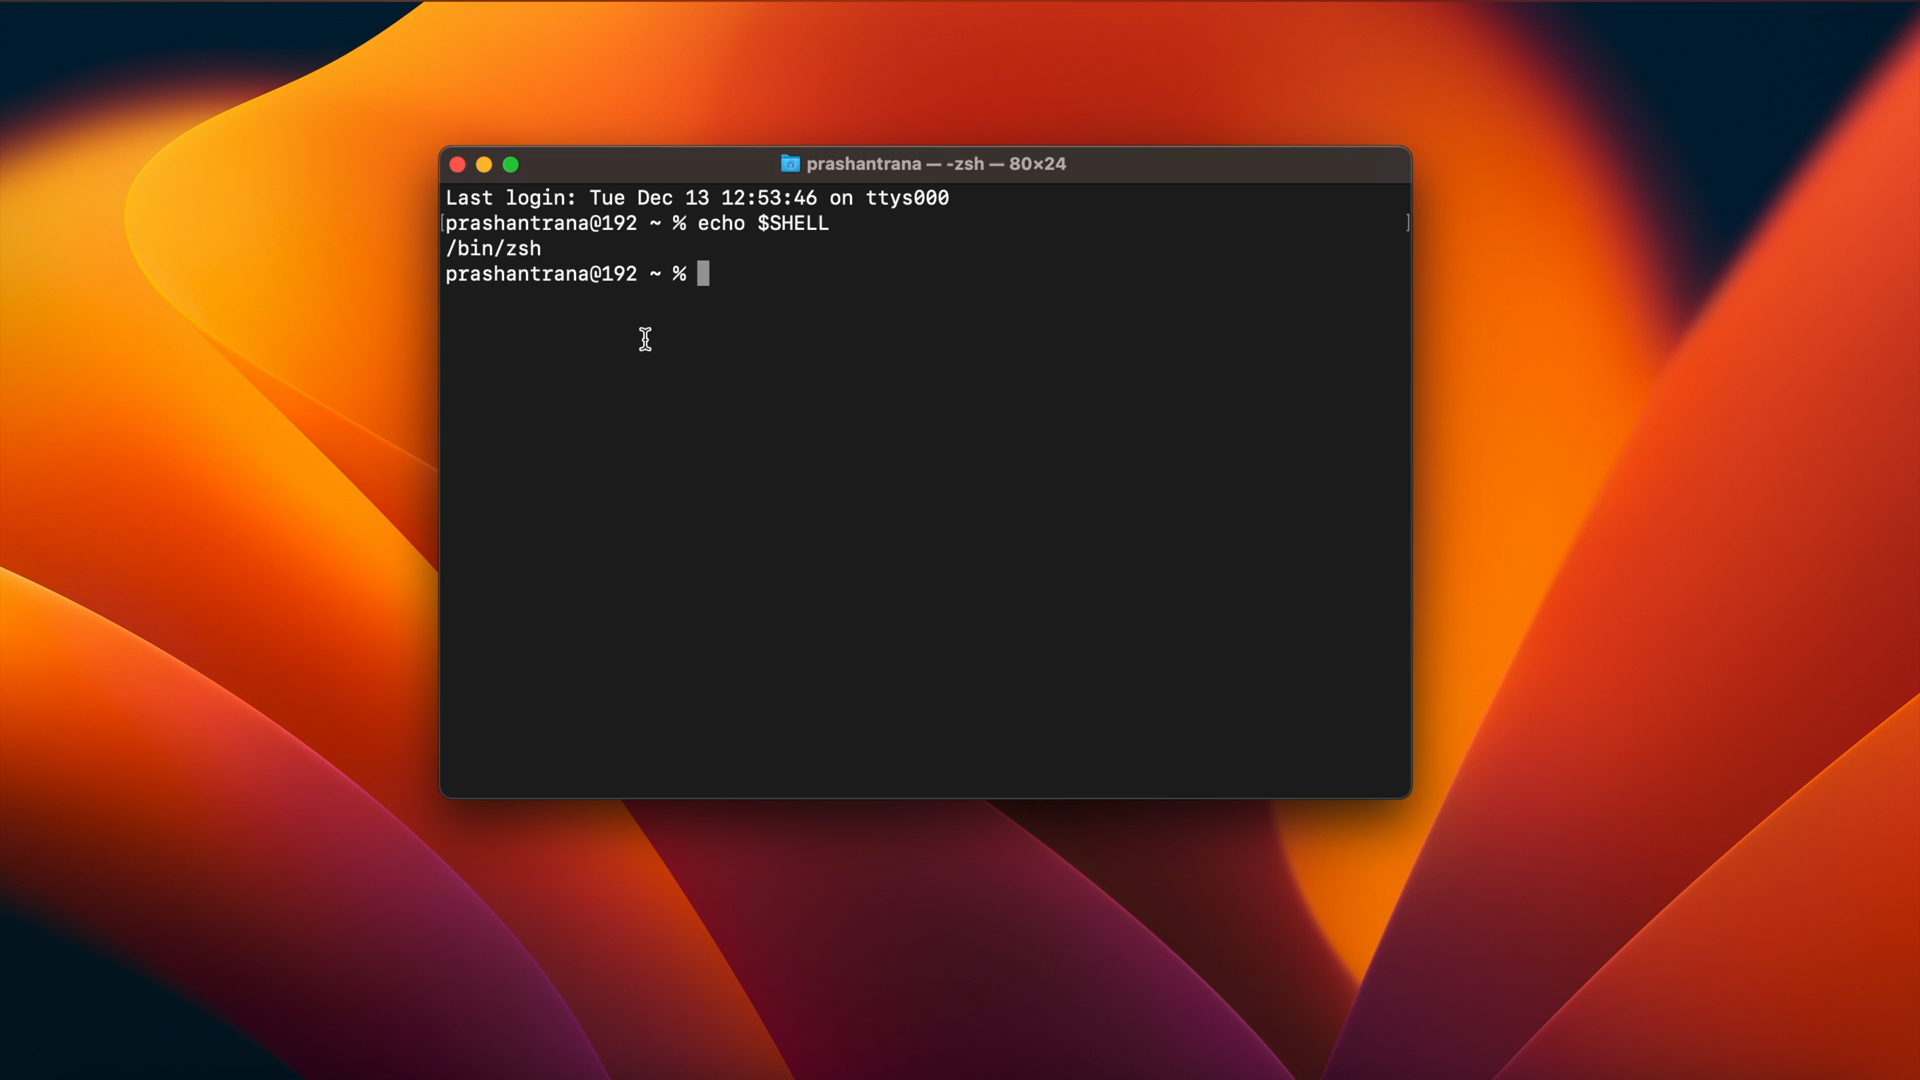 prashantrana — -zsh — 80×24
Last login: Tue Dec 13 12:53:46 on ttys000
[prashantrana@192 ~ % echo $SHELL ]
/bin/zsh
prashantrana@192 ~ %